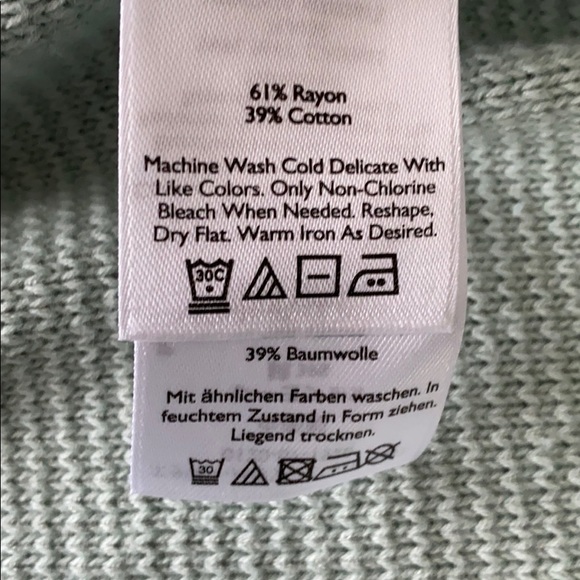 61% Rayon
39% Cotton
Machine Wash Cold Delicate With
Like Colors. Only Non-Chlorine
Bleach When Needed. Reshape,
Dry Flat. Warm Iron As Desired.
30C
39% Baumwolle
Mit ähnlichen Farben waschen. In
feuchtem Zustand in Form ziehen.
Liegend trocknen.
30